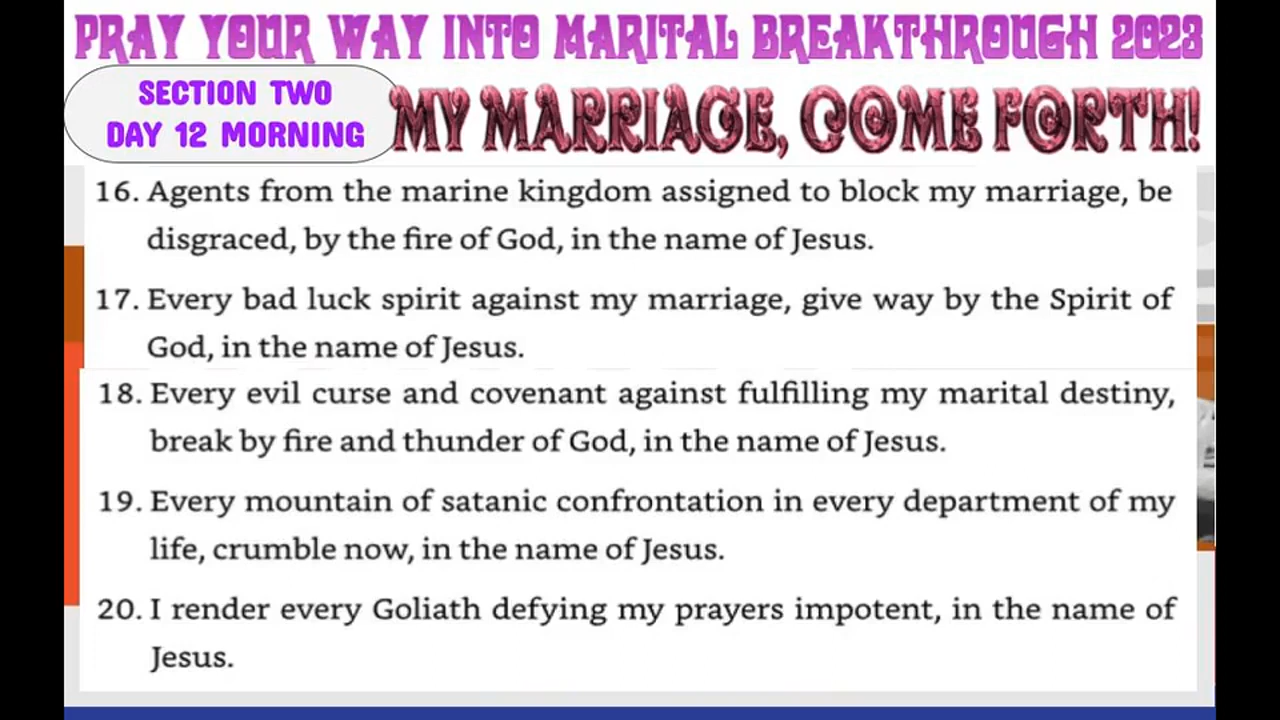 PRAY YOUR WAY INTO MARITAL BREAKTHROUGH 2023
SECTION TWO
DAY 12 MORNING
MY MARRIAGE, COME FORTH!
16. Agents from the marine kingdom assigned to block my marriage, be
disgraced, by the fire of God, in the name of Jesus.
17. Every bad luck spirit against my marriage, give way by the Spirit of
God, in the name of Jesus.
18. Every evil curse and covenant against fulfilling my marital destiny,
break by fire and thunder of God, in the name of Jesus.
19. Every mountain of satanic confrontation in every department of my
life, crumble now, in the name of Jesus.
20. I render every Goliath defying my prayers impotent, in the name of
Jesus.